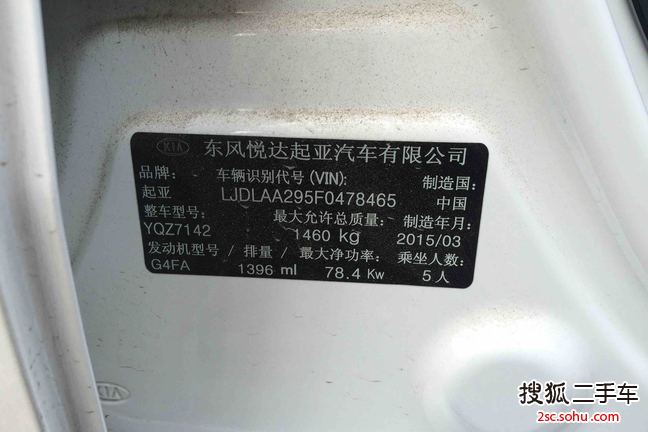 KIA 东风悦达起亚汽车有限公司
品牌: 车辆识别代号(VIN): 制造国:
起亚 LJDLAA295F0478465 中国
整车型号: 最大允许总质量: 制造年月:
YQZ7142 1460 kg 2015/03
发动机型号/排量/最大净功率: 乘坐人数:
G4FA 1396 ml 78.4 Kw 5人
KIA
搜狐二手车
2sc.sohu.com